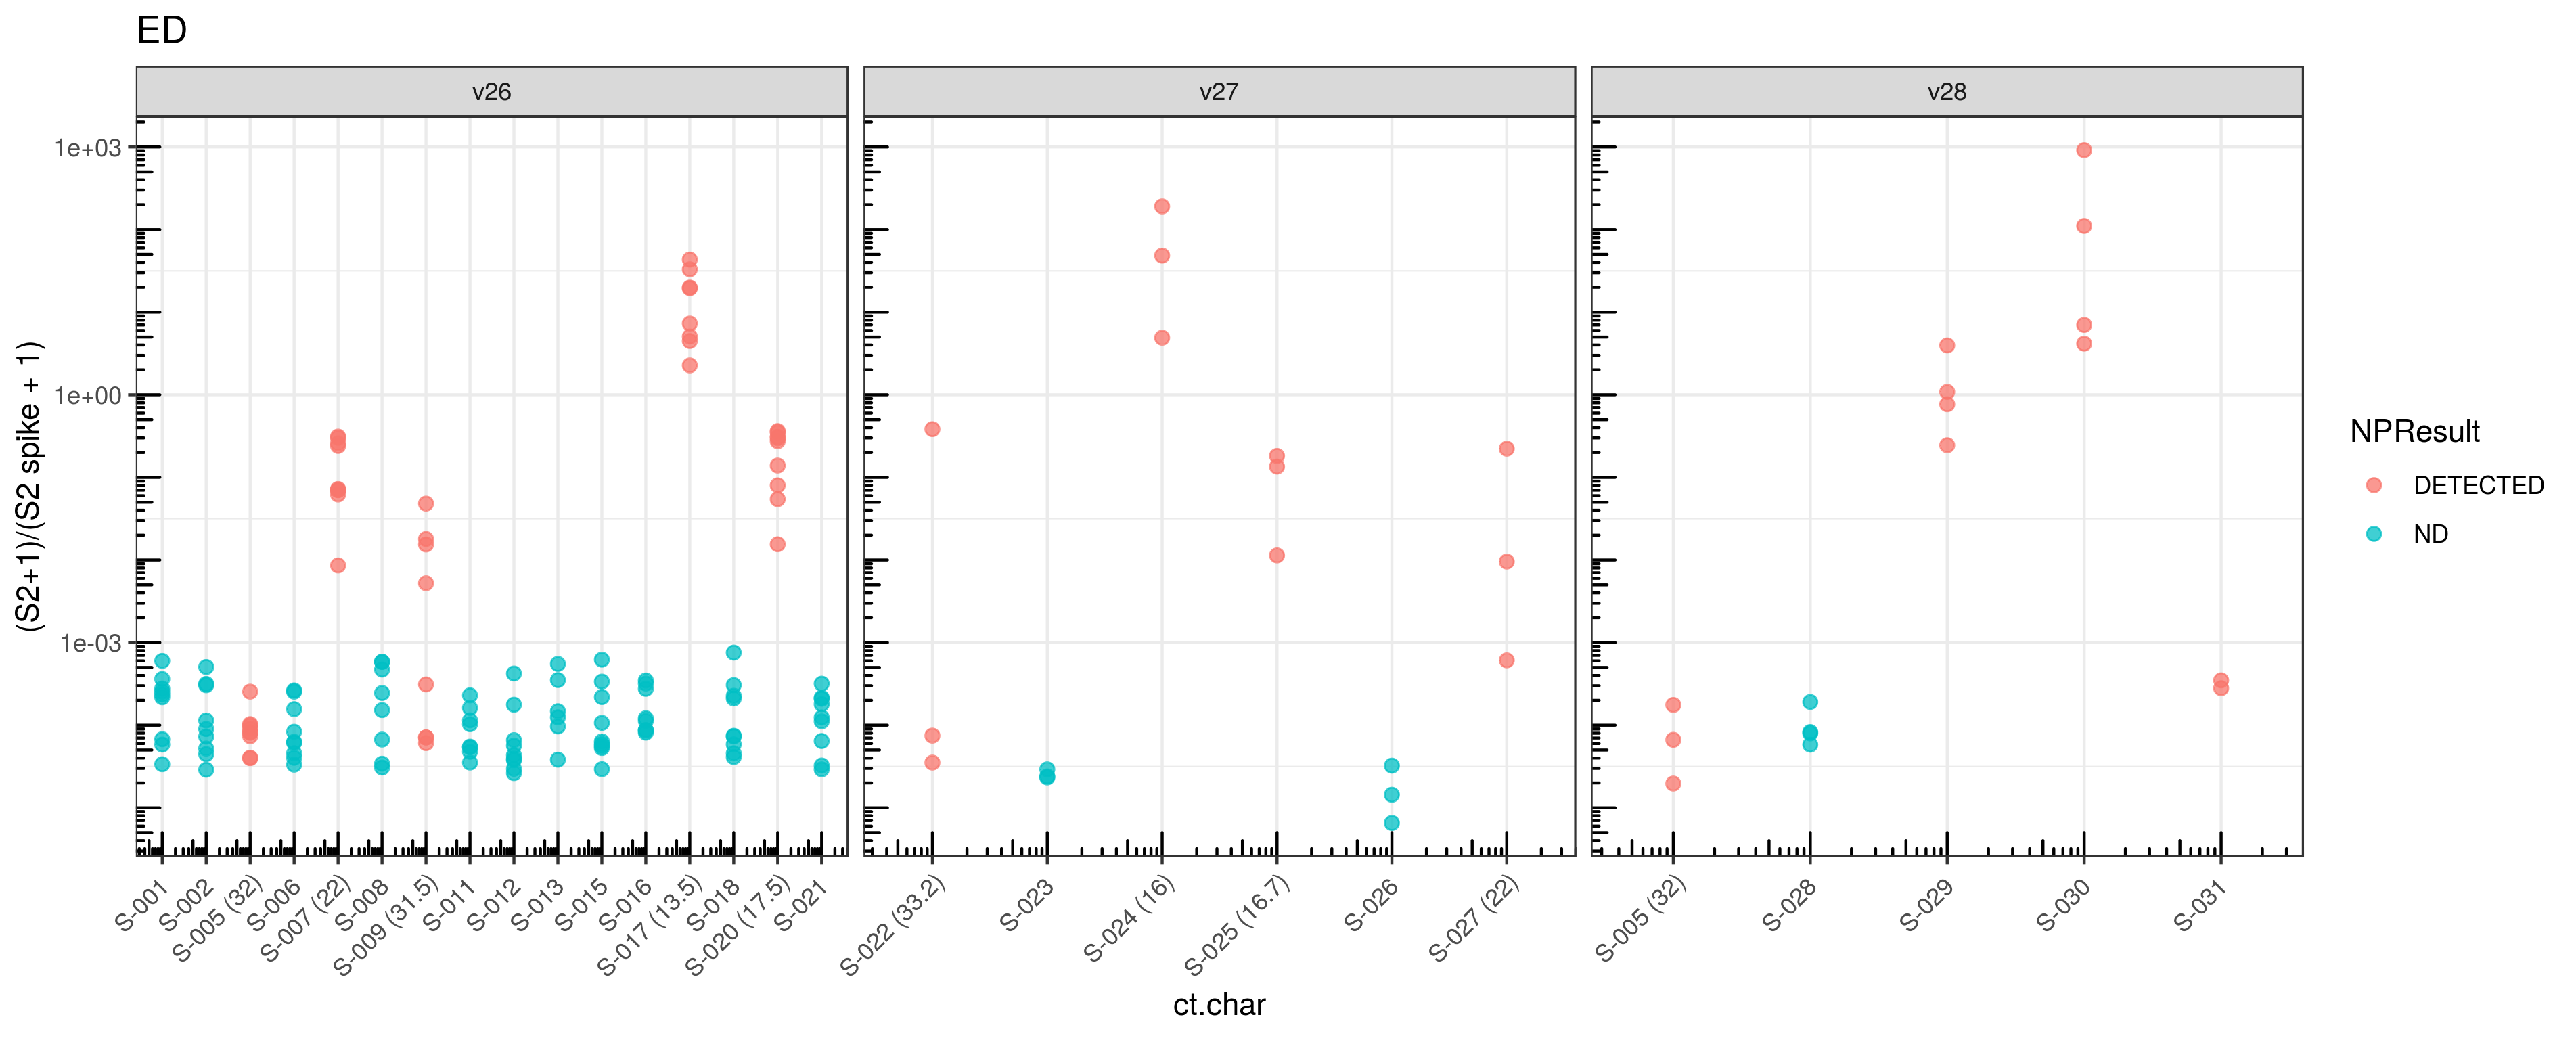 ED
v26
v27
v28
1e+03
1e+00
1e-03
(S2+1)/(S2 spike + 1)
S-001
S-002
S-005 (32)
S-006
S-007 (22)
S-008
S-009 (31.5)
S-011
S-012
S-013
S-015
S-016
S-017 (13.5)
S-018
S-020 (17.5)
S-021
S-022 (33.2)
S-023
S-024 (16)
S-025 (16.7)
S-026
S-027 (22)
S-005 (32)
S-028
S-029
S-030
S-031
ct.char
NPResult
DETECTED
ND